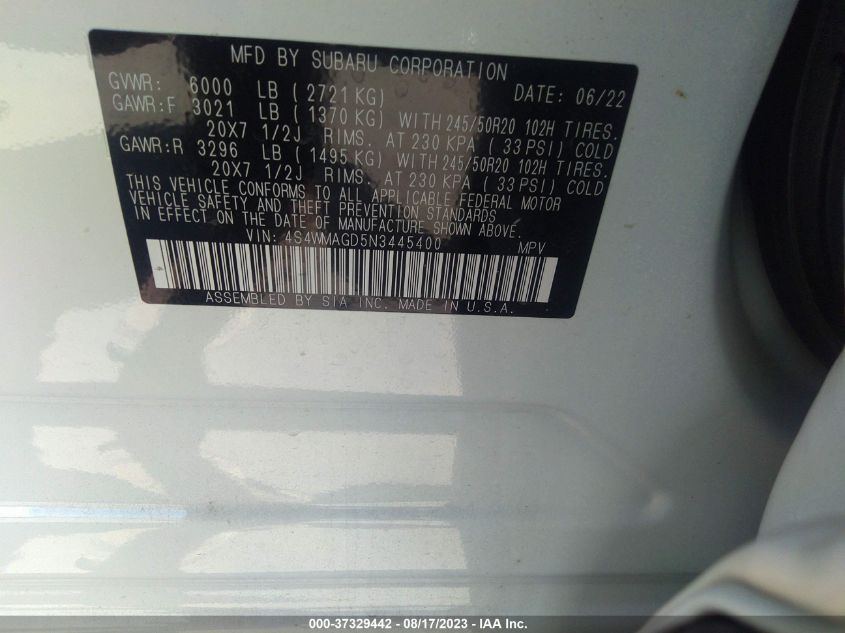 MFD BY SUBARU CORPORATION
GVWR: 6000 LB ( 2721 KG) DATE: 06/22
GAWR:F 3021 LB ( 1370 KG) WITH 245/50R20 102H TIRES.
20X7 1/2J RIMS. AT 230 KPA ( 33 PSI) COLD
GAWR:R 3296 LB ( 1495 KG) WITH 245/50R20 102H TIRES.
20X7 1/2J RIMS. AT 230 KPA ( 33 PSI) COLD
THIS VEHICLE CONFORMS TO ALL APPLICABLE FEDERAL MOTOR
VEHICLE SAFETY AND THEFT PREVENTION STANDARDS
IN EFFECT ON THE DATE OF MANUFACTURE SHOWN ABOVE.
VIN: 4S4WMAGD5N3445400 MPV
ASSEMBLED BY SIA INC. MADE IN U.S.A.
000-37329442 - 08/17/2023 - IAA Inc.